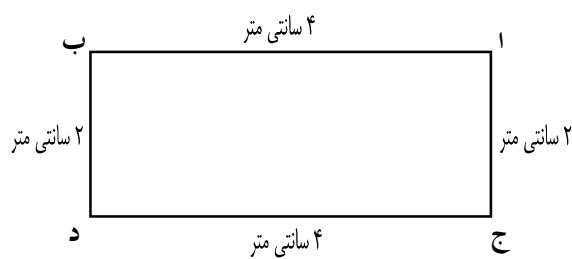 ۴ سانتی متر
ا
ب
۲ سانتی متر
۲ سانتی متر
ج
د
۴ سانتی متر